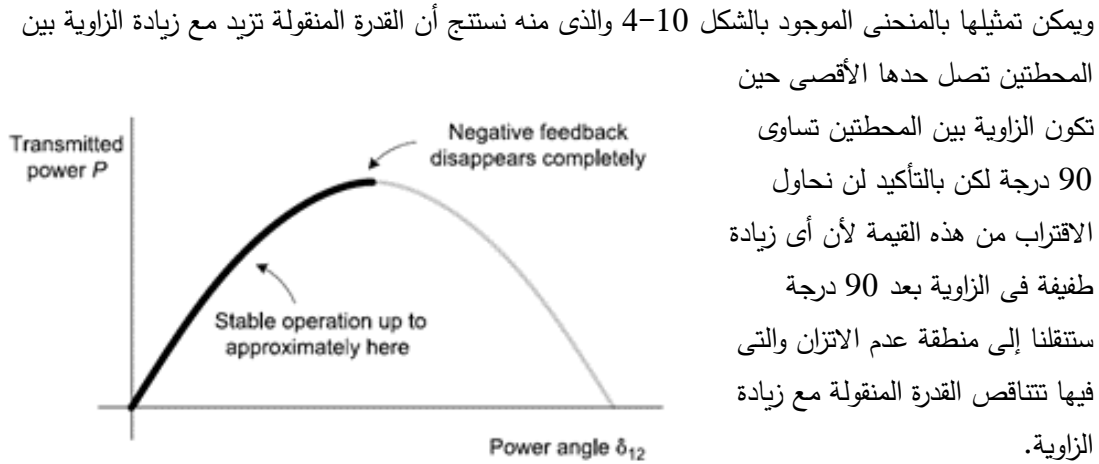 ويمكن تمثيلها بالمنحنى الموجود بالشكل 10-4 والذى منه نستنج أن القدرة المنقولة تزيد مع زيادة الزاوية بين
المحطتين تصل حدها الأقصى حين
تكون الزاوية بين المحطتين تساوى
90 درجة لكن بالتأكيد لن نحاول
الاقتراب من هذه القيمة لأن أى زيادة
طفيفة فى الزاوية بعد 90 درجة
ستنقلنا إلى منطقة عدم الاتزان والتى
فيها تتناقص القدرة المنقولة مع زيادة
الزاوية.
Transmitted
power P
Negative feedback
disappears completely
Stable operation up to
approximately here
Power angle δ12